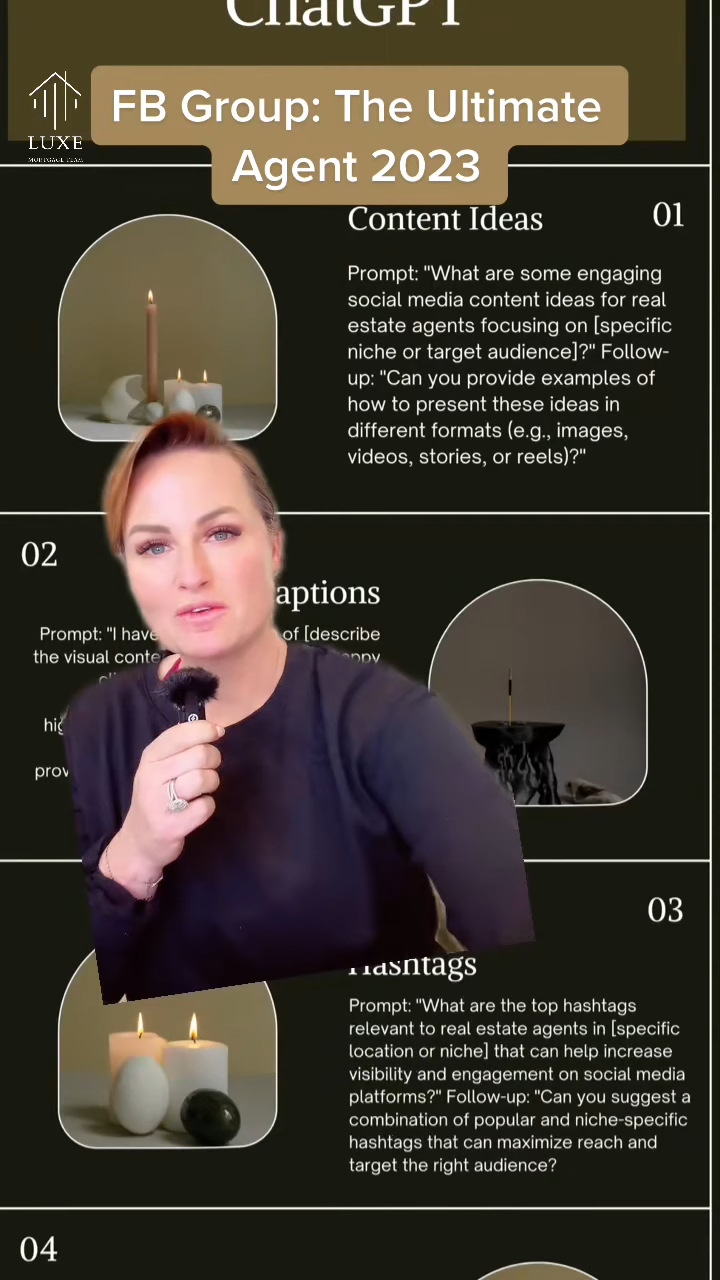 ChatGPT
FB Group: The Ultimate
Agent 2023
LUXE
MORTGAGE TEAM
Content Ideas
01
Prompt: "What are some engaging
social media content ideas for real
estate agents focusing on [specific
niche or target audience]?" Follow-
up: "Can you provide examples of
how to present these ideas in
different formats (e.g., images,
videos, stories, or reels)?"
02
aptions
Prompt: "I have of [describe
the visual conte
hig
prov
03
Hashtags
Prompt: "What are the top hashtags
relevant to real estate agents in [specific
location or niche] that can help increase
visibility and engagement on social media
platforms?" Follow-up: "Can you suggest a
combination of popular and niche-specific
hashtags that can maximize reach and
target the right audience?
04